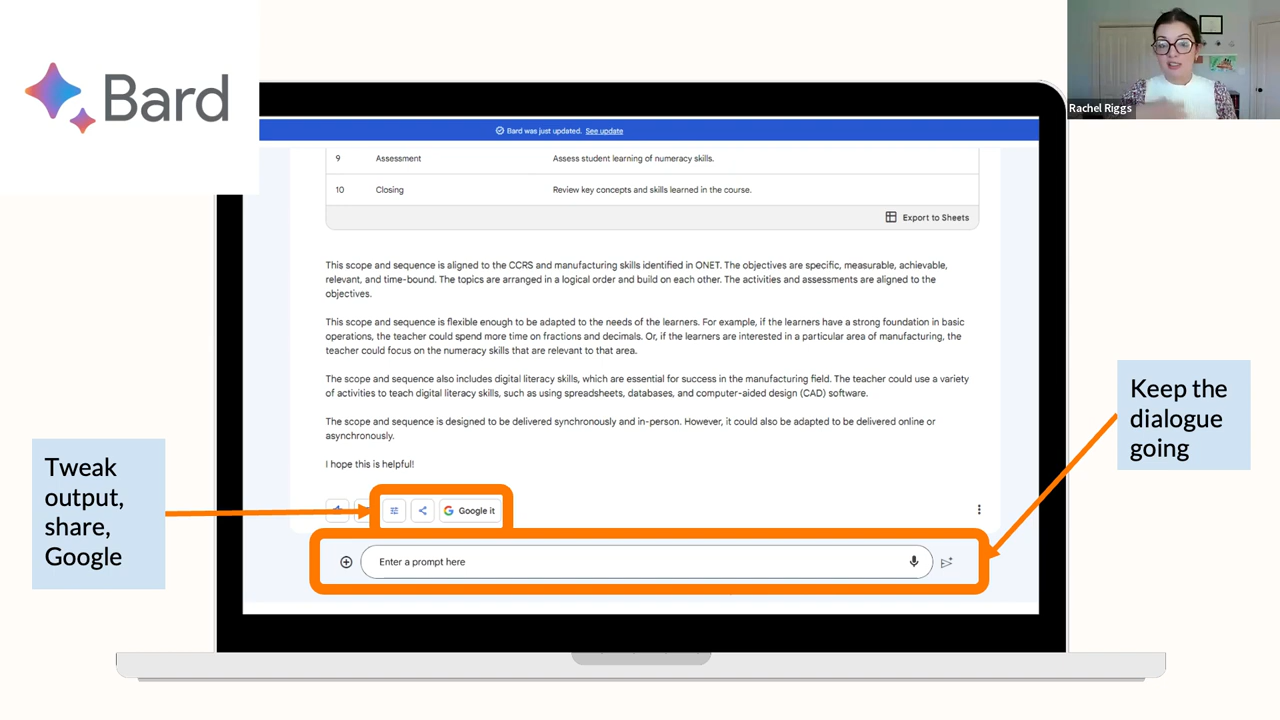 Bard
Rachel Riggs
Bard was just updated. See update
9 Assessment Assess student learning of numeracy skills.
10 Closing Review key concepts and skills learned in the course.
Export to Sheets
This scope and sequence is aligned to the CCRS and manufacturing skills identified in ONET. The objectives are specific, measurable, achievable,
relevant, and time-bound. The topics are arranged in a logical order and build on each other. The activities and assessments are aligned to the
objectives.
This scope and sequence is flexible enough to be adapted to the needs of the learners. For example, if the learners have a strong foundation in basic
operations, the teacher could spend more time on fractions and decimals. Or, if the learners are interested in a particular area of manufacturing, the
teacher could focus on the numeracy skills that are relevant to that area.
The scope and sequence also includes digital literacy skills, which are essential for success in the manufacturing field. The teacher could use a variety
of activities to teach digital literacy skills, such as using spreadsheets, databases, and computer-aided design (CAD) software.
The scope and sequence is designed to be delivered synchronously and in-person. However, it could also be adapted to be delivered online or
asynchronously.
I hope this is helpful!
Google it
Enter a prompt here
Tweak
output,
share,
Google
Keep the
dialogue
going